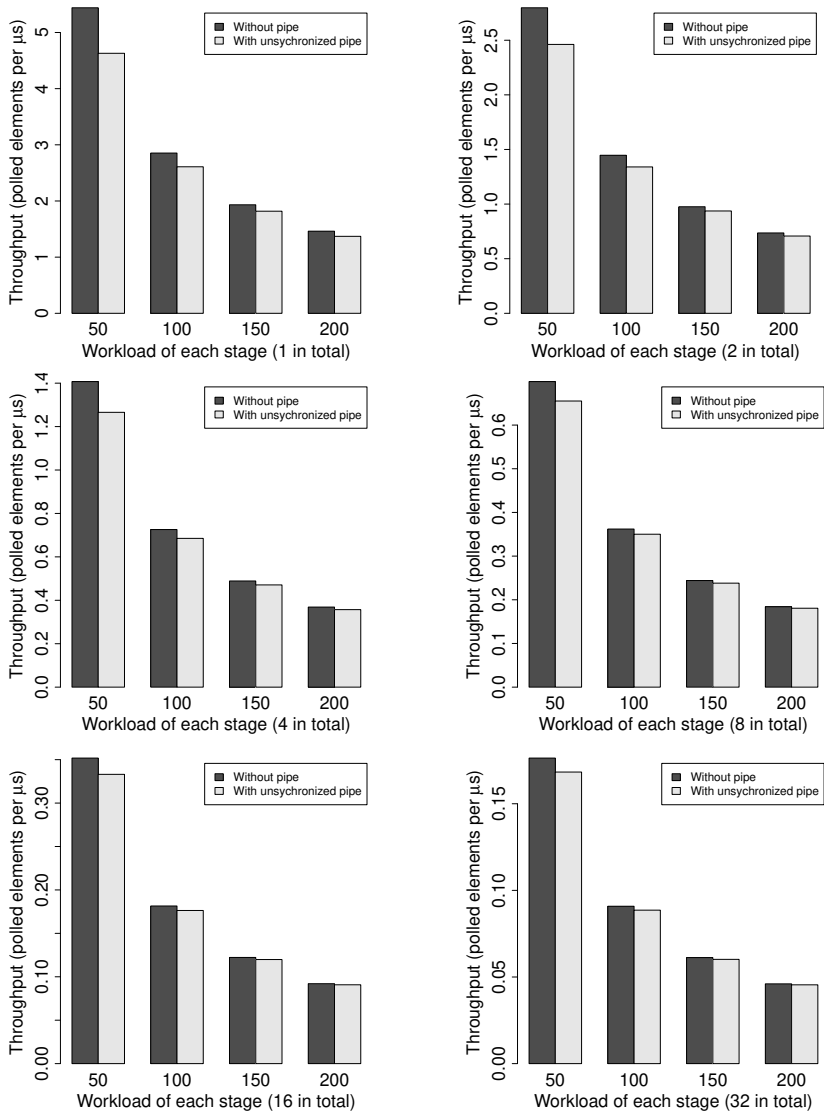 Throughput (polled elements per µs)
0
1
2
3
4
5
Without pipe
With unsychronized pipe
50
100
150
200
Workload of each stage (1 in total)
Throughput (polled elements per µs)
0.0
0.5
1.0
1.5
2.0
2.5
Without pipe
With unsychronized pipe
50
100
150
200
Workload of each stage (2 in total)
Throughput (polled elements per µs)
0.0
0.2
0.4
0.6
0.8
1.0
1.2
1.4
Without pipe
With unsychronized pipe
50
100
150
200
Workload of each stage (4 in total)
Throughput (polled elements per µs)
0.0
0.1
0.2
0.3
0.4
0.5
0.6
Without pipe
With unsychronized pipe
50
100
150
200
Workload of each stage (8 in total)
Throughput (polled elements per µs)
0.00
0.10
0.20
0.30
Without pipe
With unsychronized pipe
50
100
150
200
Workload of each stage (16 in total)
Throughput (polled elements per µs)
0.00
0.05
0.10
0.15
Without pipe
With unsychronized pipe
50
100
150
200
Workload of each stage (32 in total)